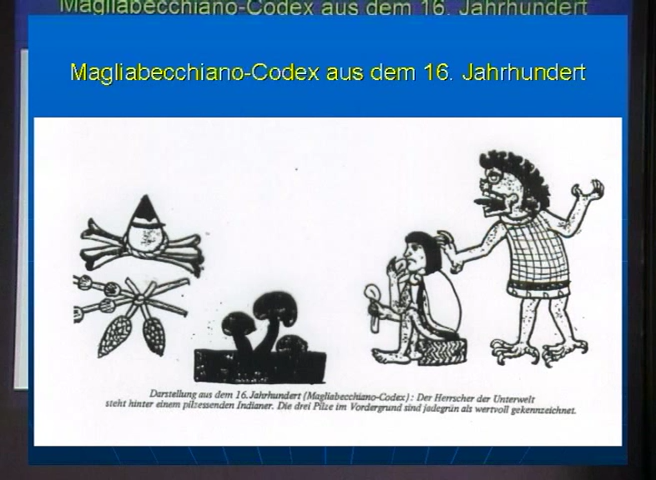 Magliabecchiano-Codex aus dem 16. Jahrhundert
Magliabecchiano-Codex aus dem 16. Jahrhundert
Darstellung aus dem 16. Jahrhundert (Magliabecchiano-Codex): Der Herrscher der Unterwelt
steht hinter einem pilzessenden Indianer. Die drei Pilze im Vordergrund sind jadegrün als wertvoll gekennzeichnet.